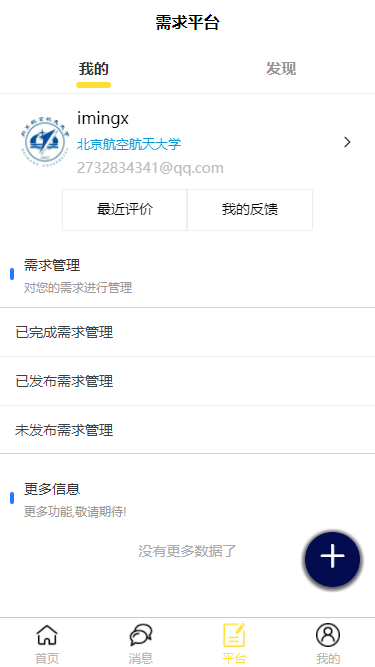 需求平台
我的
发现
imingx
北京航空航天大学
2732834341@qq.com
最近评价
我的反馈
需求管理
对您的需求进行管理
已完成需求管理
已发布需求管理
未发布需求管理
更多信息
更多功能,敬请期待!
没有更多数据了
首页
消息
平台
我的